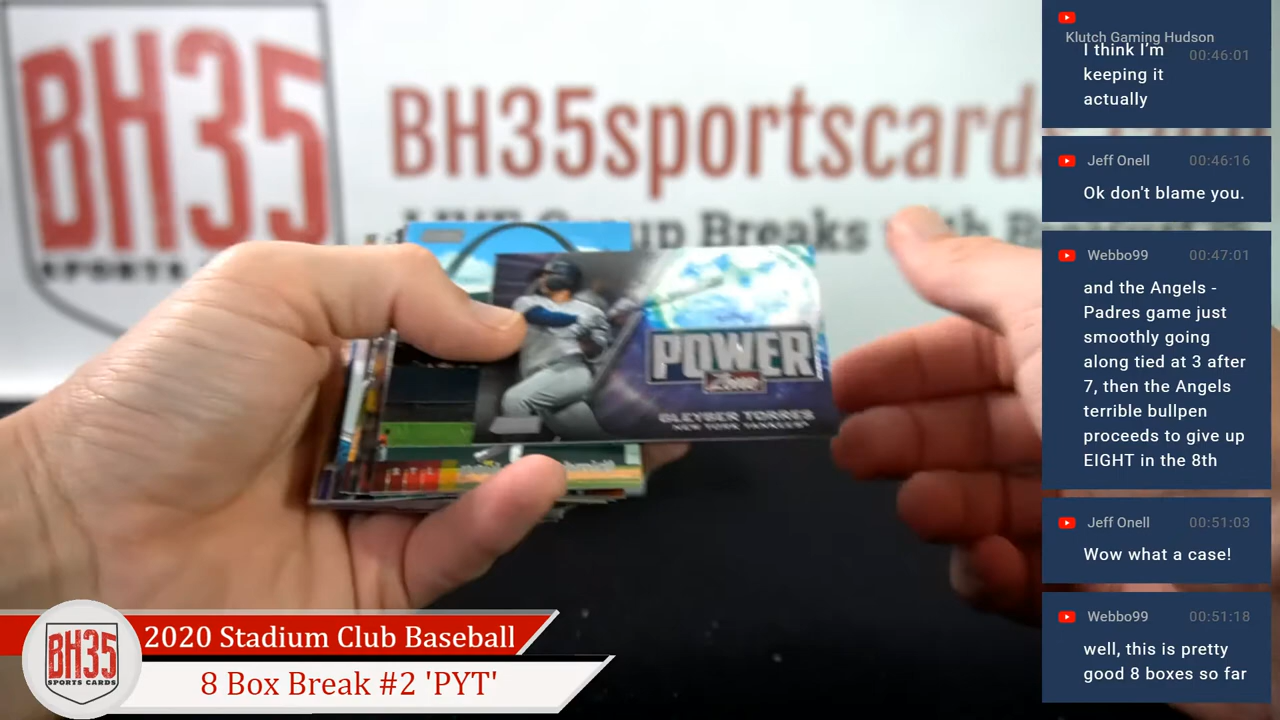 BH35
SPORTS
BH35sportscard
up Breaks
POWER
Zone
GLEYBER TORRES
NEW YORK YANKEES
Klutch Gaming Hudson
I think I'm
00:46:01
keeping it
actually
Jeff Onell 00:46:16
Ok don't blame you.
Webbo99 00:47:01
and the Angels -
Padres game just
smoothly going
along tied at 3 after
7, then the Angels
terrible bullpen
proceeds to give up
EIGHT in the 8th
Jeff Onell 00:51:03
Wow what a case!
Webbo99 00:51:18
well, this is pretty
good 8 boxes so far
BH35
SPORTS CARDS
2020 Stadium Club Baseball
8 Box Break #2 'PYT'